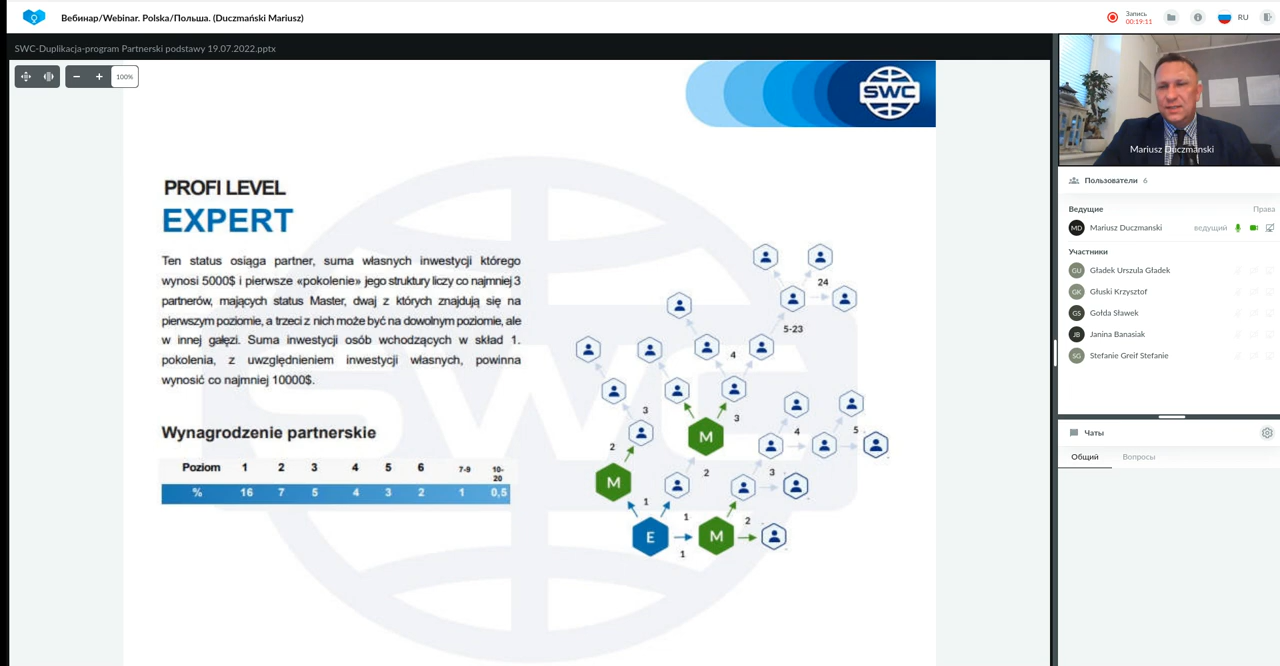 Вебинар/Webinar. Polska/Польша. (Duczmański Mariusz)
Запись
00:19:11
RU
SWC-Duplikacja-program Partnerski podstawy 19.07.2022.pptx
100%
SWC
PROFI LEVEL
EXPERT
Ten status osiąga partner, suma własnych inwestycji którego
wynosi 5000$ i pierwsze «pokolenie» jego struktury liczy co najmniej 3
partnerów, mających status Master, dwaj z których znajdują się na
pierwszym poziomie, a trzeci z nich może być na dowolnym poziomie, ale
w innej gałęzi. Suma inwestycji osób wchodzących w skład 1.
pokolenia, z uwzględnieniem inwestycji własnych, powinna
wynosić co najmniej 10000$.
Wynagrodzenie partnerskie
Poziom 1 2 3 4 5 6 7-9 10-20
% 16 7 5 4 3 2 1 0,5
24
5-23
4
3
3
4
5
2
M
M
2
3
1
1
2
E
M
1
SWC
Mariusz Duczmanski
Пользователи 6
Ведущие Права
MD Mariusz Duczmanski ведущий
Участники
GU Gładek Urszula Gładek
GK Głuski Krzysztof
GS Gołda Sławek
JB Janina Banasiak
SG Stefanie Greif Stefanie
Чаты
Общий Вопросы